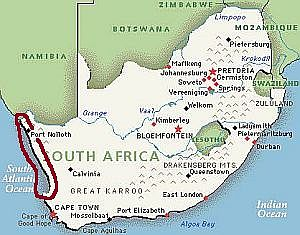 Limpopo
ZIMBABWE
BOTSWANA
MOZAMBIQUE
Pietersburg
NAMIBIA
Krokodil
Mafikeng
PRETORIA
Johannesburg
Germiston
Soweto
SWAZILAND
Springs
Vereeniging
ZULULAND
Welkom
Orange
Vaal
Kimberley
Ladysmith
Port Nolloth
BLOEMFONTEIN
LESOTHO
Pietermaritzburg
Durban
SOUTH AFRICA
DRAKENSBERG MTS.
South
Atlantic
Ocean
Calvinia
Queenstown
GREAT KARROO
Indian
Ocean
CAPE TOWN
East London
Cape of
Good Hope
Mosselbaai
Port Elizabeth
Algoa Bay
Cape Agulhas